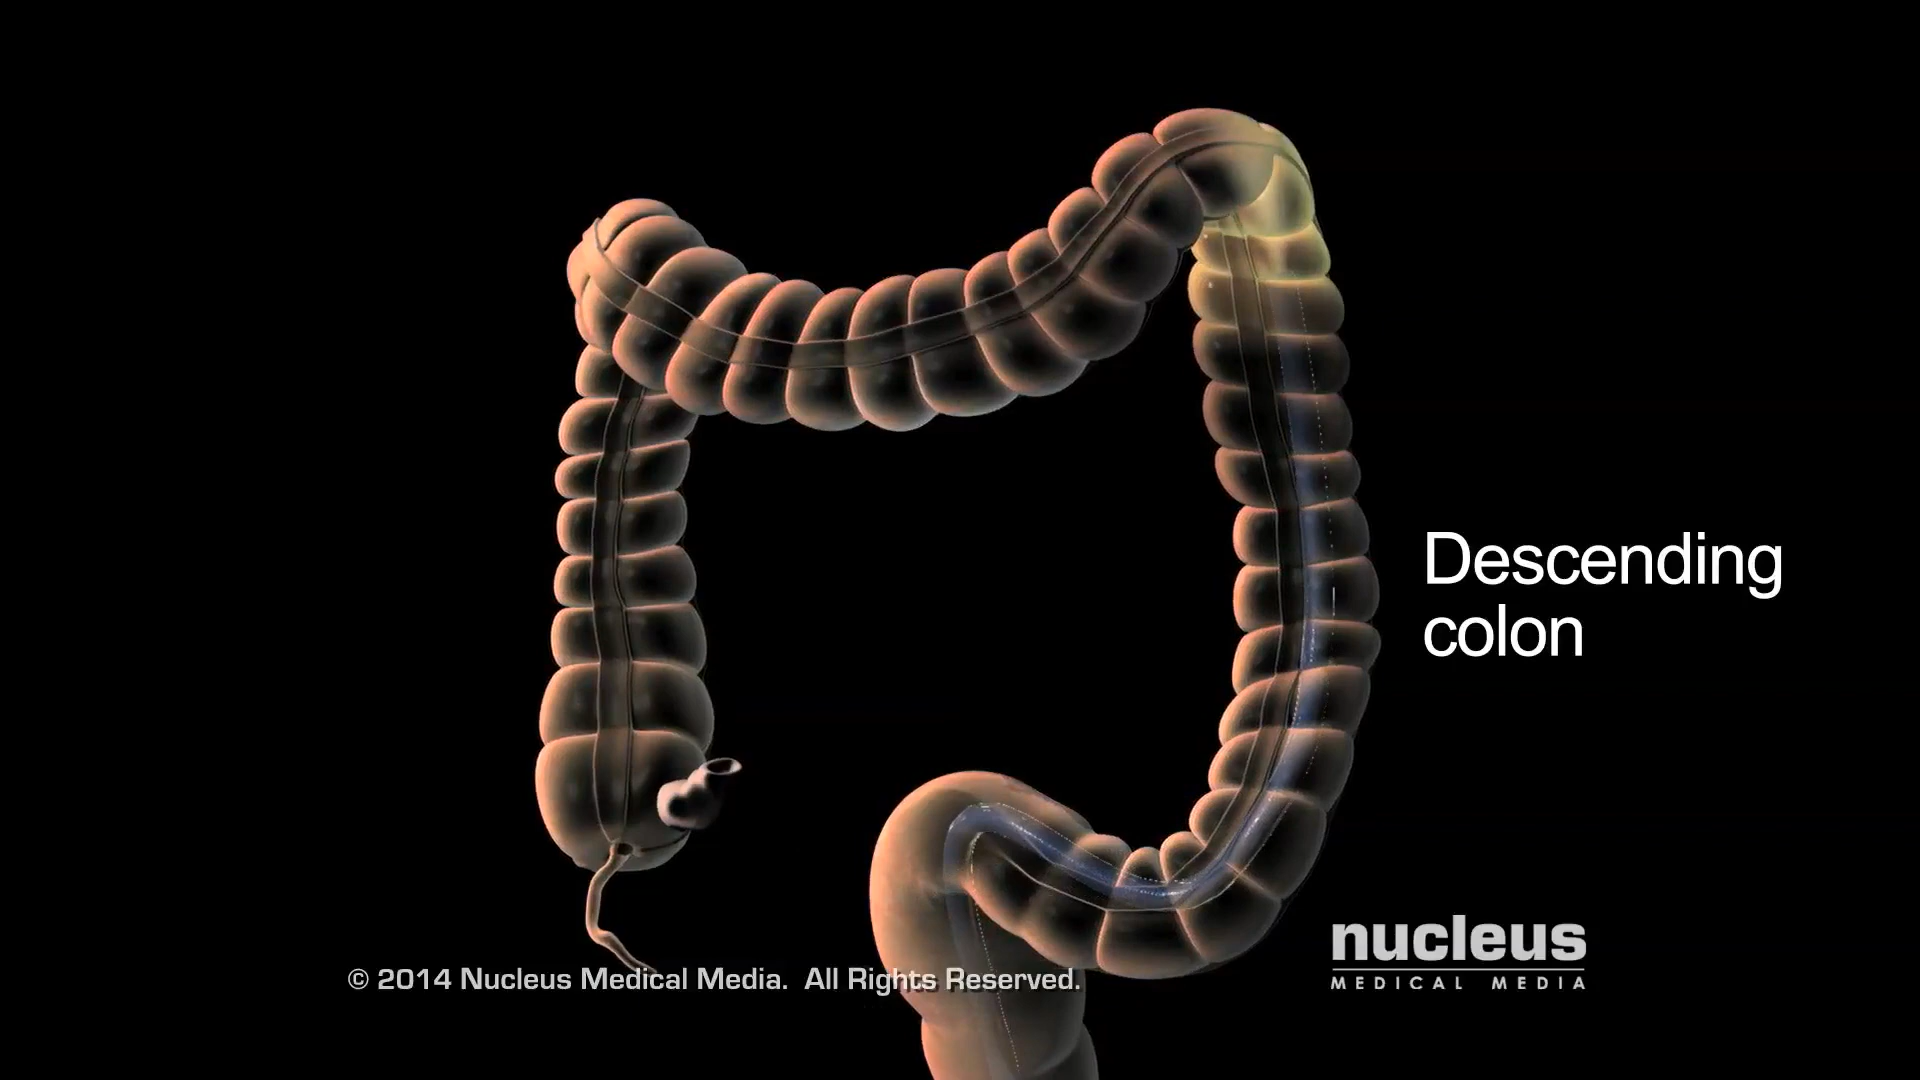 Descending
colon
nucleus
MEDICAL MEDIA
© 2014 Nucleus Medical Media. All Rights Reserved.